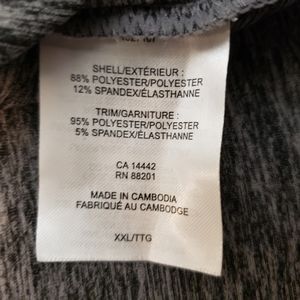 SHELL/EXTÉRIEUR :
88% POLYESTER/POLYESTER
12% SPANDEX/ÉLASTHANNE
TRIM/GARNITURE :
95% POLYESTER/POLYESTER
5% SPANDEX/ÉLASTHANNE
CA 14442
RN 88201
MADE IN CAMBODIA
FABRIQUÉ AU CAMBODGE
XXL/TTG